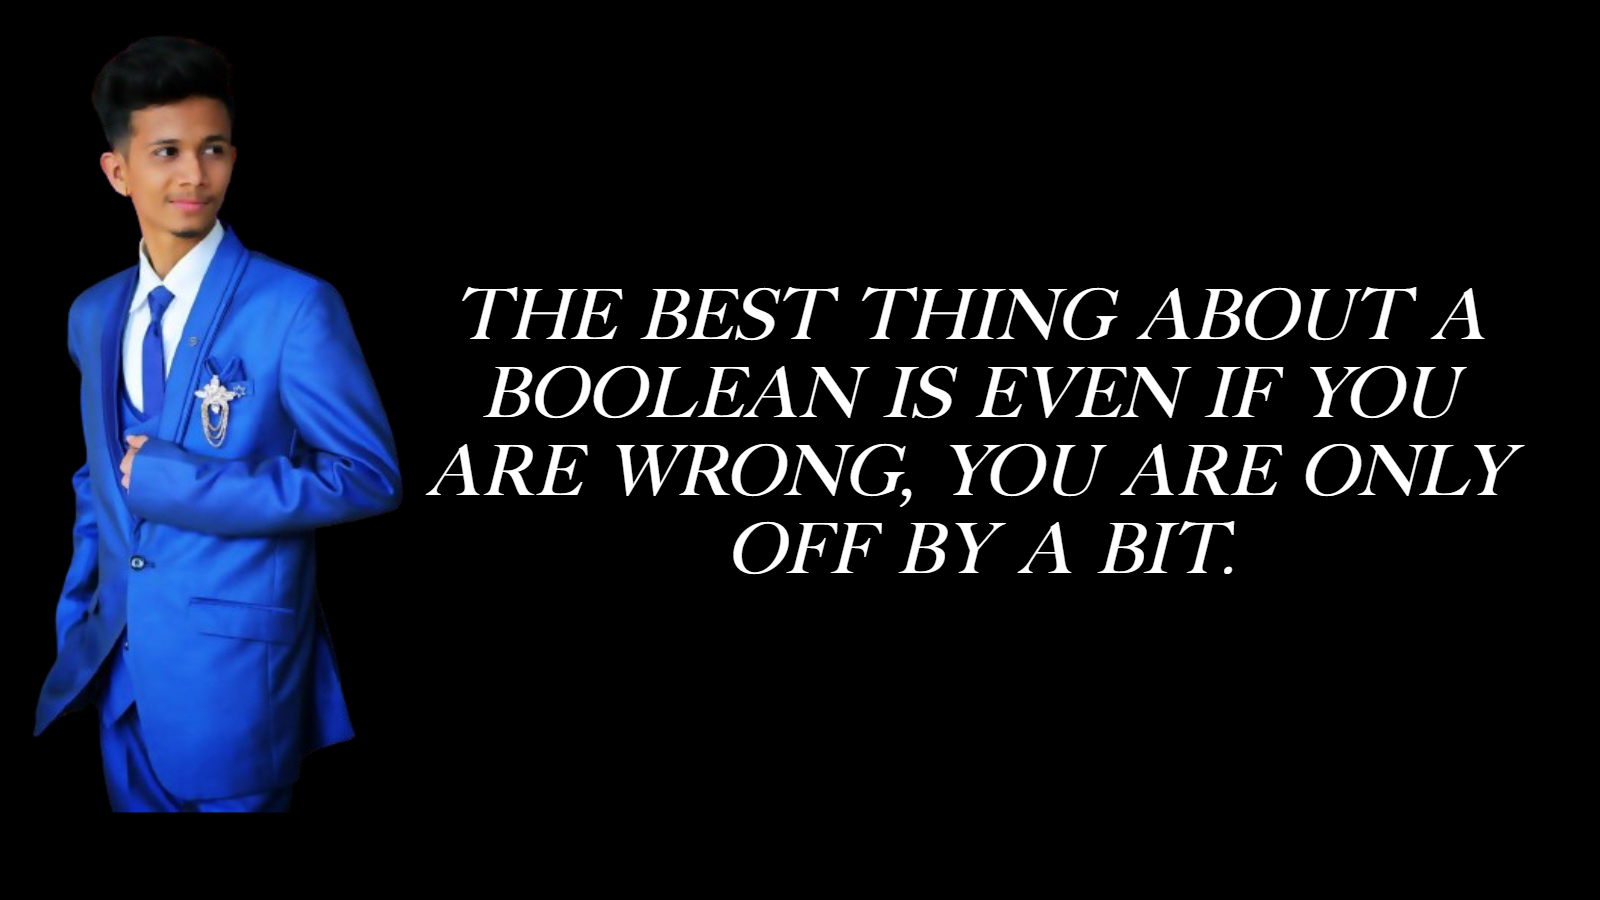 THE BEST THING ABOUT A
BOOLEAN IS EVEN IF YOU
ARE WRONG, YOU ARE ONLY
OFF BY A BIT.